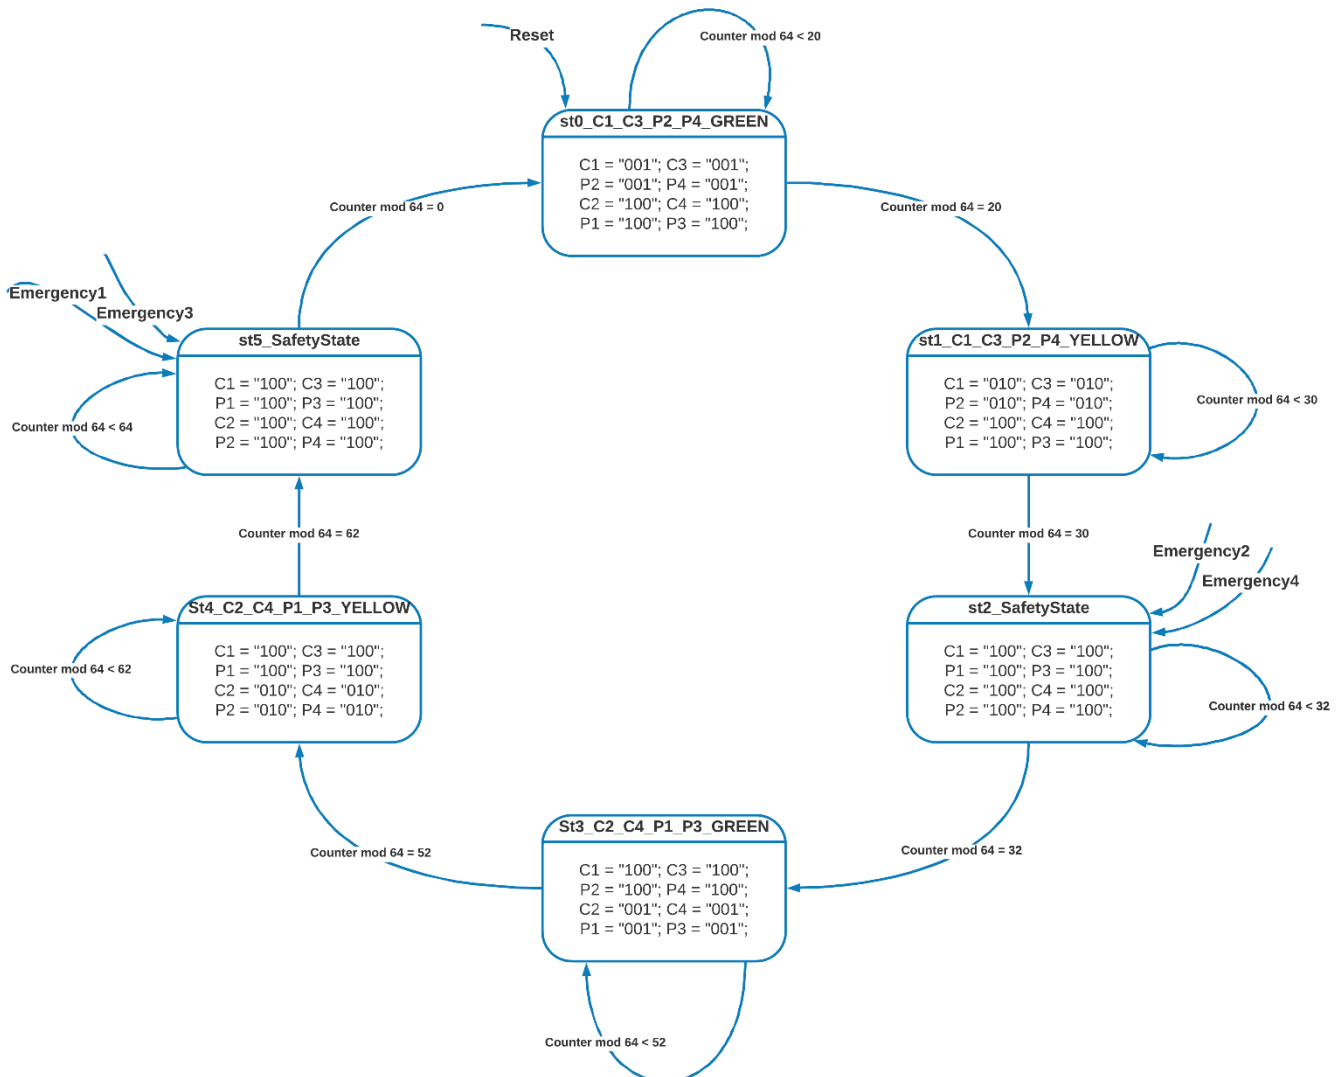 Reset
Counter mod 64 < 20
st0_C1_C3_P2_P4_GREEN
C1 = "001"; C3 = "001";
P2 = "001"; P4 = "001";
C2 = "100"; C4 = "100";
P1 = "100"; P3 = "100";
Counter mod 64 = 0
Counter mod 64 = 20
Emergency1
Emergency3
st5_SafetyState
C1 = "100"; C3 = "100";
P1 = "100"; P3 = "100";
C2 = "100"; C4 = "100";
P2 = "100"; P4 = "100";
Counter mod 64 < 64
st1_C1_C3_P2_P4_YELLOW
C1 = "010"; C3 = "010";
P2 = "010"; P4 = "010";
C2 = "100"; C4 = "100";
P1 = "100"; P3 = "100";
Counter mod 64 < 30
Counter mod 64 = 62
Counter mod 64 = 30
Emergency2
Emergency4
St4_C2_C4_P1_P3_YELLOW
C1 = "100"; C3 = "100";
P1 = "100"; P3 = "100";
C2 = "010"; C4 = "010";
P2 = "010"; P4 = "010";
Counter mod 64 < 62
st2_SafetyState
C1 = "100"; C3 = "100";
P1 = "100"; P3 = "100";
C2 = "100"; C4 = "100";
P2 = "100"; P4 = "100";
Counter mod 64 < 32
Counter mod 64 = 52
Counter mod 64 = 32
St3_C2_C4_P1_P3_GREEN
C1 = "100"; C3 = "100";
P2 = "100"; P4 = "100";
C2 = "001"; C4 = "001";
P1 = "001"; P3 = "001";
Counter mod 64 < 52